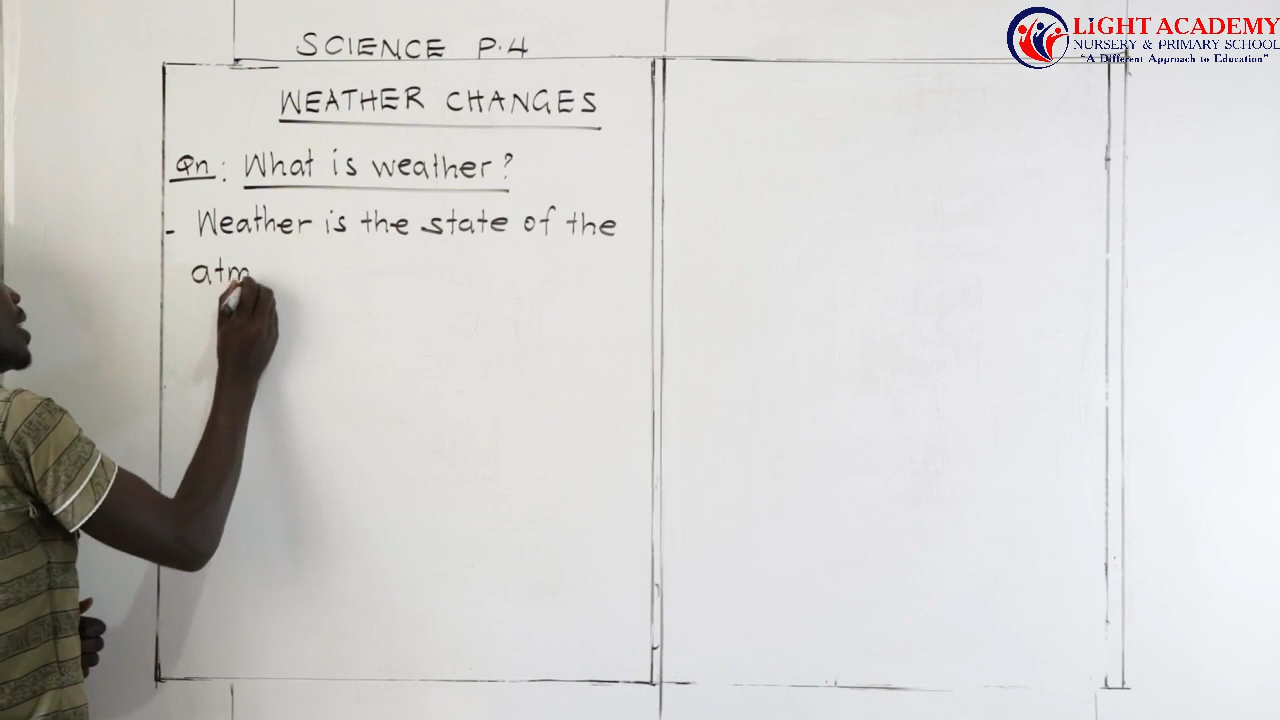 SCIENCE P.4
WEATHER CHANGES
Qn: What is weather?
- Weather is the state of the
atm
LIGHT ACADEMY
NURSERY & PRIMARY SCHOOL
"A Different Approach to Education"